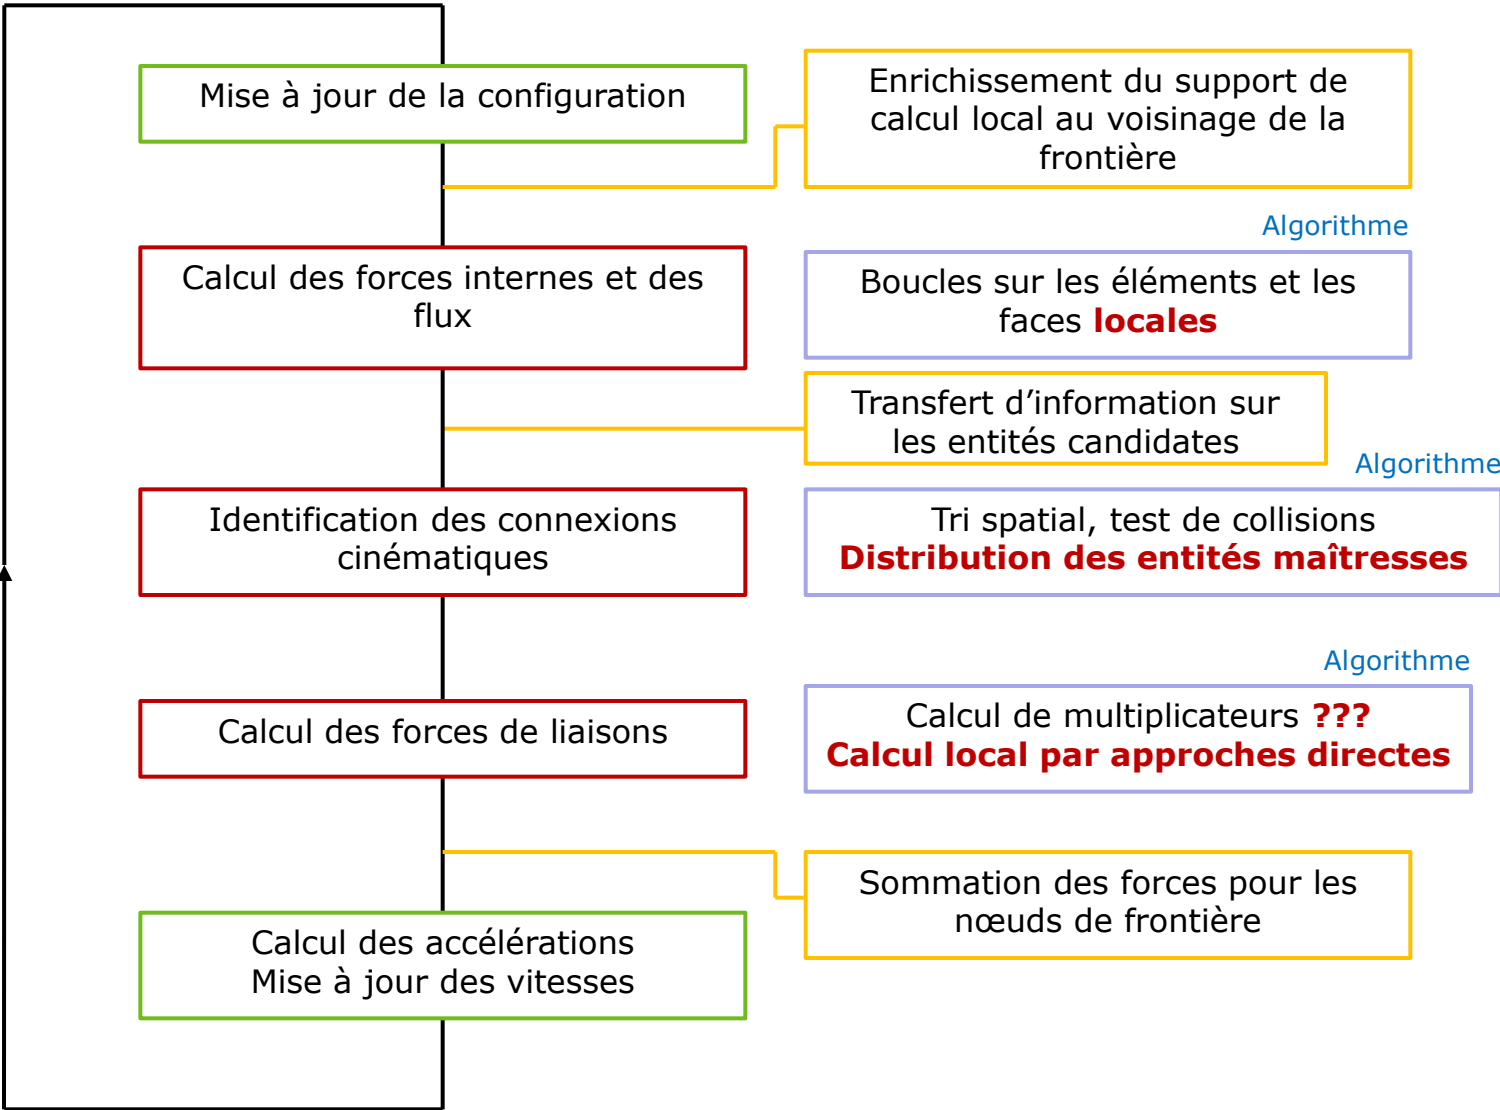 Mise à jour de la configuration
Enrichissement du support de
calcul local au voisinage de la
frontière
Algorithme
Calcul des forces internes et des
flux
Boucles sur les éléments et les
faces locales
Transfert d’information sur
les entités candidates
Algorithme
Identification des connexions
cinématiques
Tri spatial, test de collisions
Distribution des entités maîtresses
Algorithme
Calcul des forces de liaisons
Calcul de multiplicateurs ???
Calcul local par approches directes
Sommation des forces pour les
nœuds de frontière
Calcul des accélérations
Mise à jour des vitesses